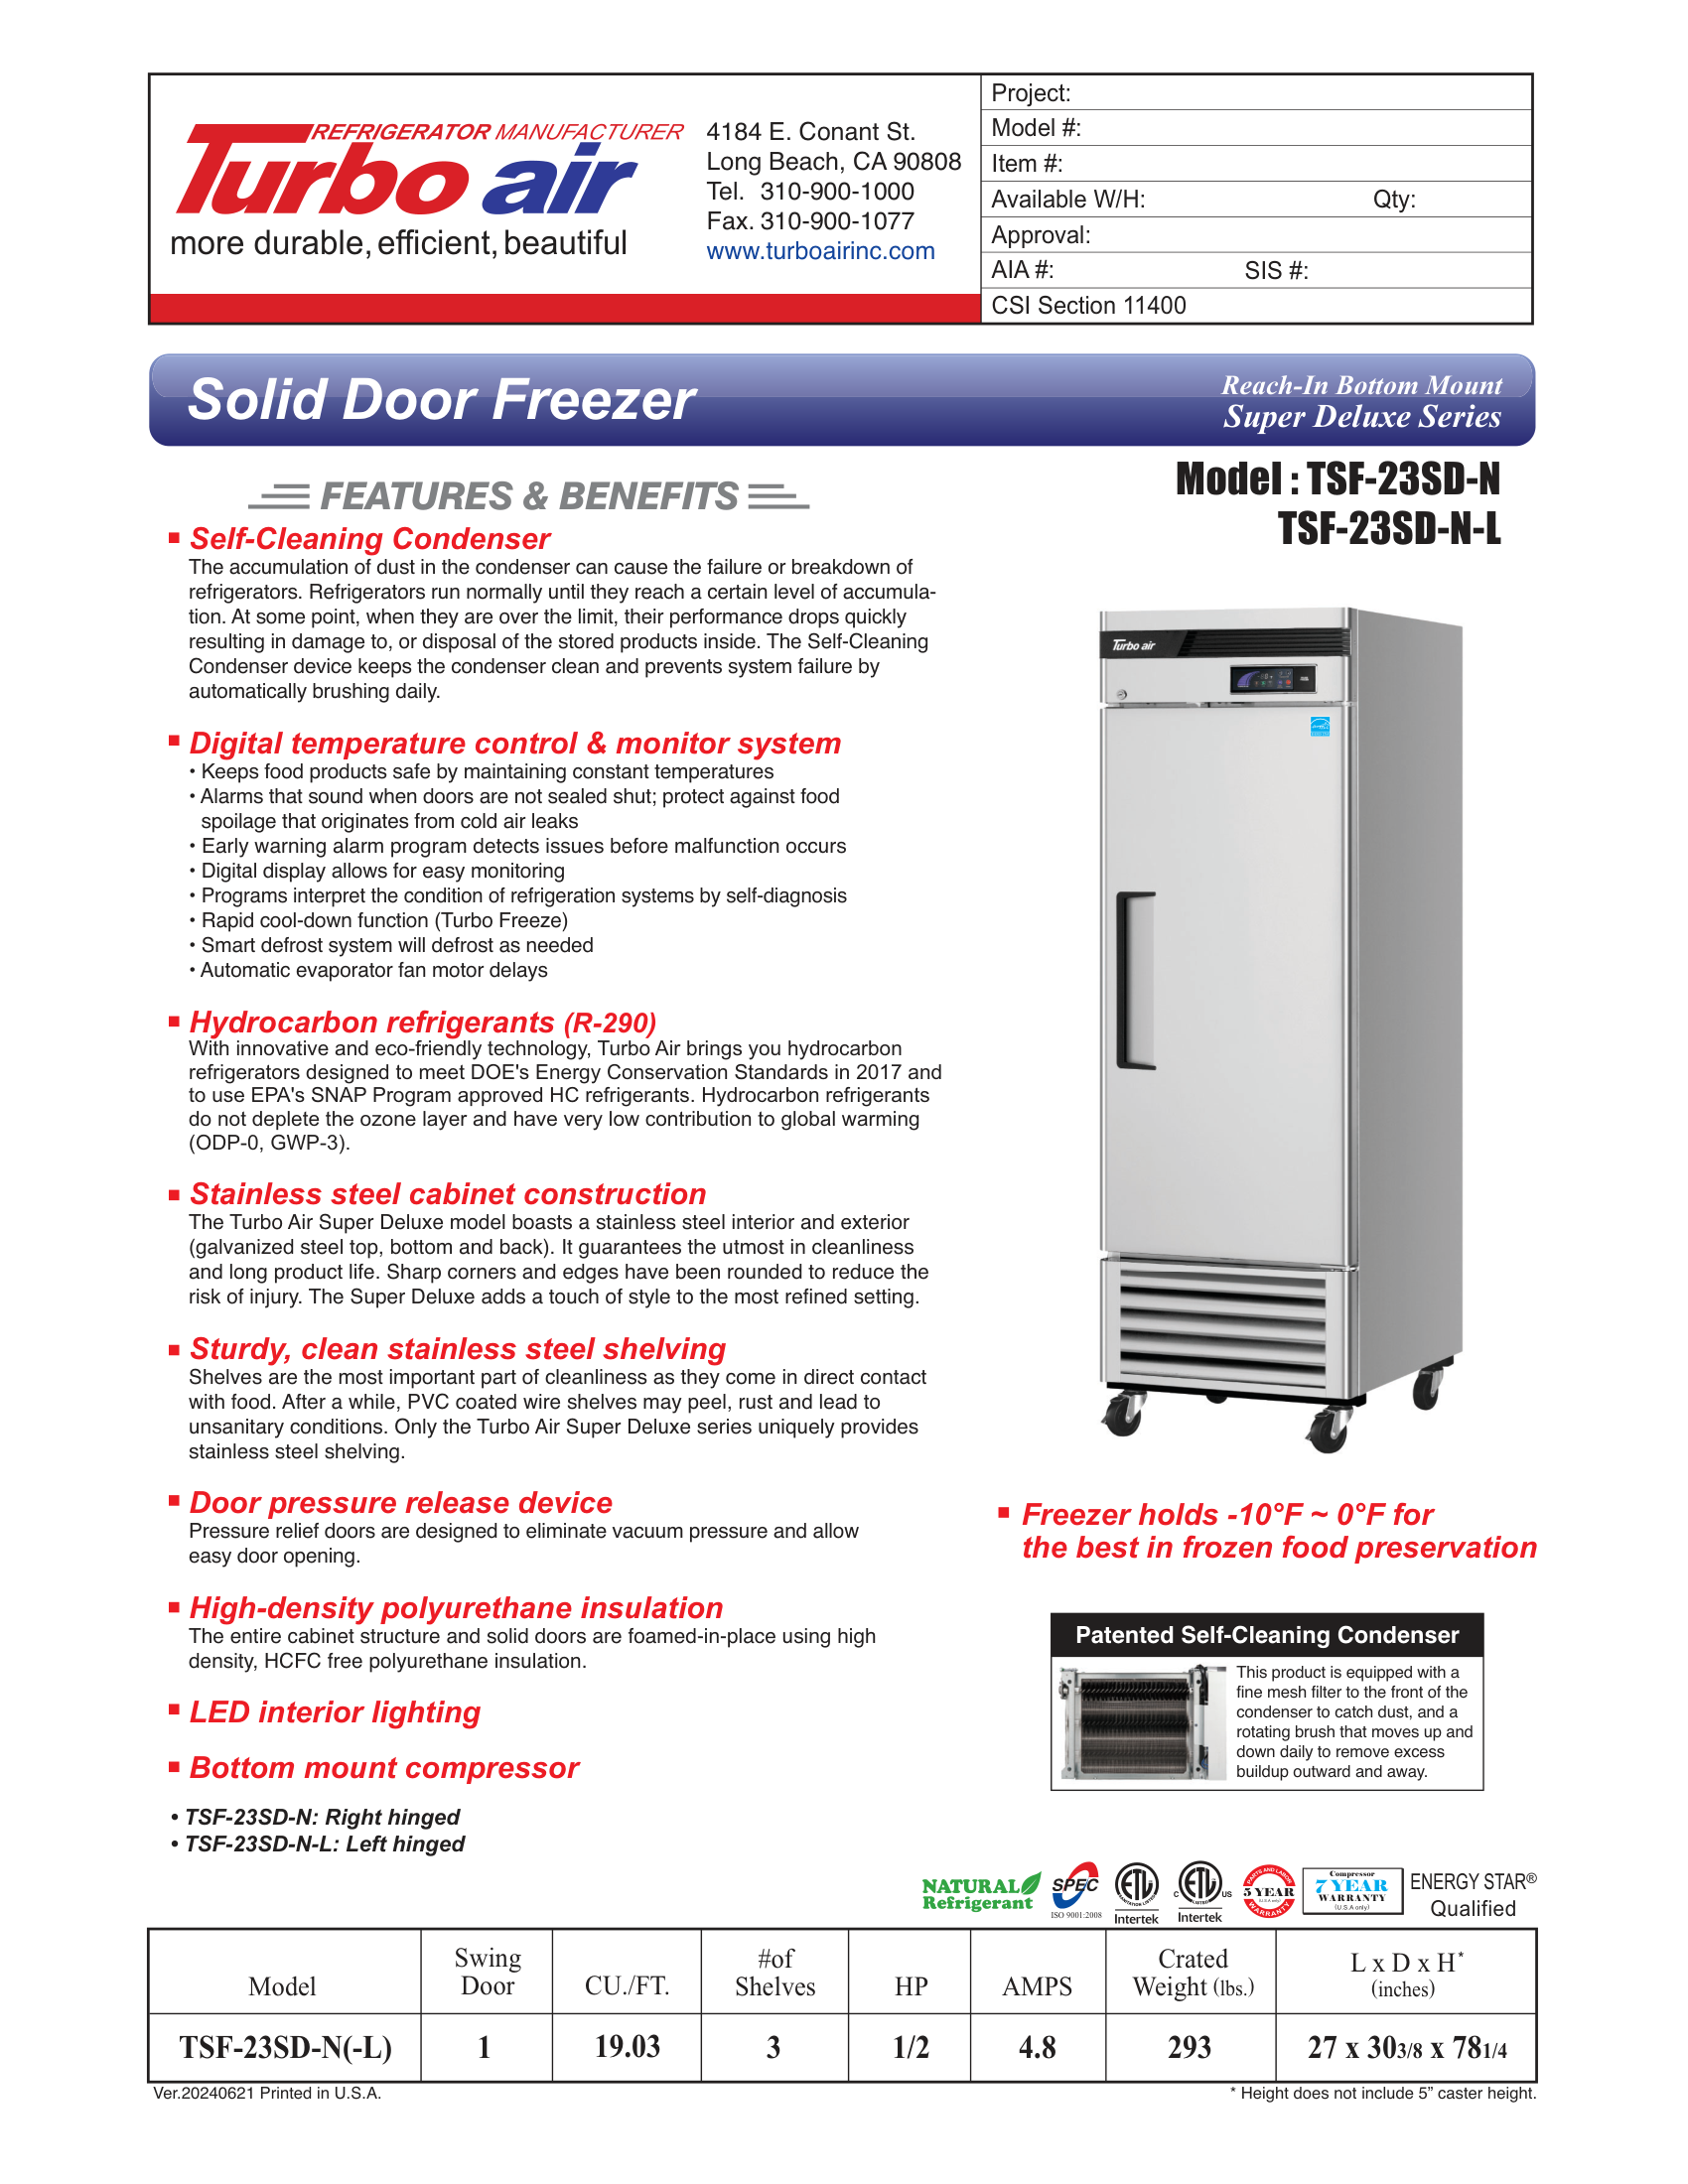 REFRIGERATOR MANUFACTURER
Turbo air
more durable, efficient, beautiful
4184 E. Conant St.
Long Beach, CA 90808
Tel. 310-900-1000
Fax. 310-900-1077
www.turboairinc.com
Project:
Model #:
Item #:
Available W/H: Qty:
Approval:
AIA #: SIS #:
CSI Section 11400
Solid Door Freezer
Reach-In Bottom Mount
Super Deluxe Series
Model : TSF-23SD-N
TSF-23SD-N-L
FEATURES & BENEFITS
Self-Cleaning Condenser
The accumulation of dust in the condenser can cause the failure or breakdown of
refrigerators. Refrigerators run normally until they reach a certain level of accumula-
tion. At some point, when they are over the limit, their performance drops quickly
resulting in damage to, or disposal of the stored products inside. The Self-Cleaning
Condenser device keeps the condenser clean and prevents system failure by
automatically brushing daily.
Digital temperature control & monitor system
• Keeps food products safe by maintaining constant temperatures
• Alarms that sound when doors are not sealed shut; protect against food
spoilage that originates from cold air leaks
• Early warning alarm program detects issues before malfunction occurs
• Digital display allows for easy monitoring
• Programs interpret the condition of refrigeration systems by self-diagnosis
• Rapid cool-down function (Turbo Freeze)
• Smart defrost system will defrost as needed
• Automatic evaporator fan motor delays
Hydrocarbon refrigerants (R-290)
With innovative and eco-friendly technology, Turbo Air brings you hydrocarbon
refrigerators designed to meet DOE's Energy Conservation Standards in 2017 and
to use EPA's SNAP Program approved HC refrigerants. Hydrocarbon refrigerants
do not deplete the ozone layer and have very low contribution to global warming
(ODP-0, GWP-3).
Stainless steel cabinet construction
The Turbo Air Super Deluxe model boasts a stainless steel interior and exterior
(galvanized steel top, bottom and back). It guarantees the utmost in cleanliness
and long product life. Sharp corners and edges have been rounded to reduce the
risk of injury. The Super Deluxe adds a touch of style to the most refined setting.
Sturdy, clean stainless steel shelving
Shelves are the most important part of cleanliness as they come in direct contact
with food. After a while, PVC coated wire shelves may peel, rust and lead to
unsanitary conditions. Only the Turbo Air Super Deluxe series uniquely provides
stainless steel shelving.
Door pressure release device
Pressure relief doors are designed to eliminate vacuum pressure and allow
easy door opening.
High-density polyurethane insulation
The entire cabinet structure and solid doors are foamed-in-place using high
density, HCFC free polyurethane insulation.
LED interior lighting
Bottom mount compressor
• TSF-23SD-N: Right hinged
• TSF-23SD-N-L: Left hinged
Turbo air
Freezer holds -10°F ~ 0°F for
the best in frozen food preservation
Patented Self-Cleaning Condenser
This product is equipped with a
fine mesh filter to the front of the
condenser to catch dust, and a
rotating brush that moves up and
down daily to remove excess
buildup outward and away.
NATURAL
Refrigerant
SPEC
ISO 9001:2008
ETL
SANITATION LISTED
Intertek
C ETL US
LISTED
Intertek
PARTS AND LABOR
5 YEAR
(U.S.A only)
WARRANTY
Compressor
7 YEAR
WARRANTY
(U.S.A only)
ENERGY STAR®
Qualified
Model Swing Door CU./FT. #of Shelves HP AMPS Crated Weight (lbs.) L x D x H* (inches)
TSF-23SD-N(-L) 1 19.03 3 1/2 4.8 293 27 x 303/8 x 781/4
Ver.20240621 Printed in U.S.A.
* Height does not include 5” caster height.